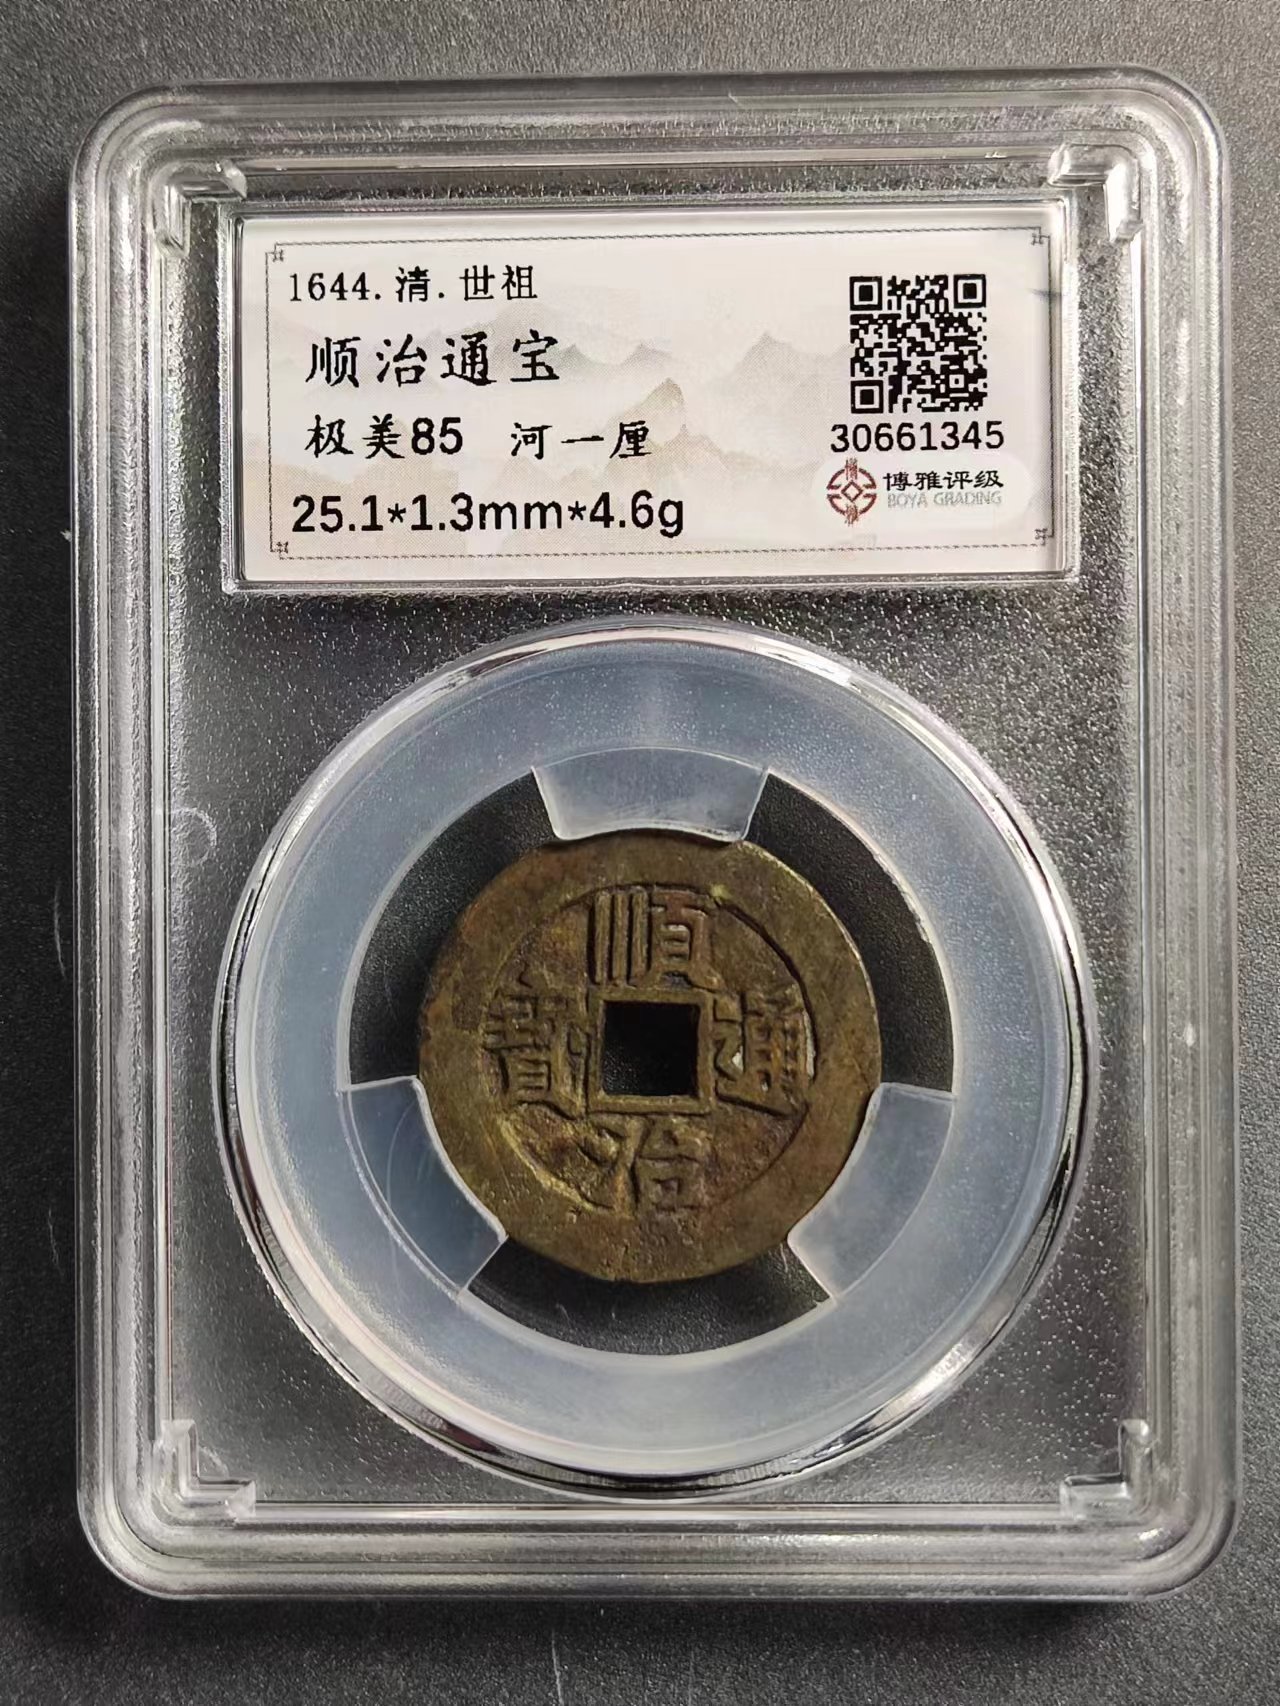 1644.清.世祖
顺治通宝
极美85 河一厘
25.1*1.3mm*4.6g
30661345
博雅评级
BOYA GRADING
順治通寳